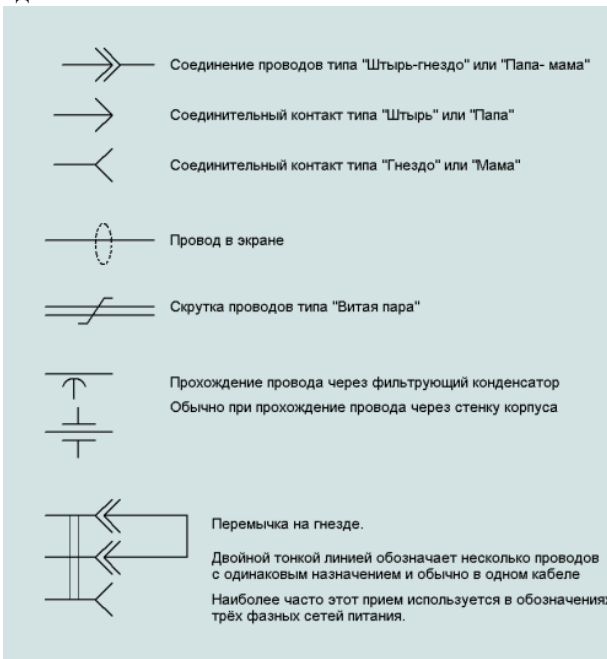 Соединение проводов типа "Штырь-гнездо" или "Папа- мама"
Соединительный контакт типа "Штырь" или "Папа"
Соединительный контакт типа "Гнездо" или "Мама"
Провод в экране
Скрутка проводов типа "Витая пара"
Прохождение провода через фильтрующий конденсатор
Обычно при прохождение провода через стенку корпуса
Перемычка на гнезде.
Двойной тонкой линией обозначает несколько проводов
с одинаковым назначением и обычно в одном кабеле
Наиболее часто этот прием используется в обозначениях
трёх фазных сетей питания.